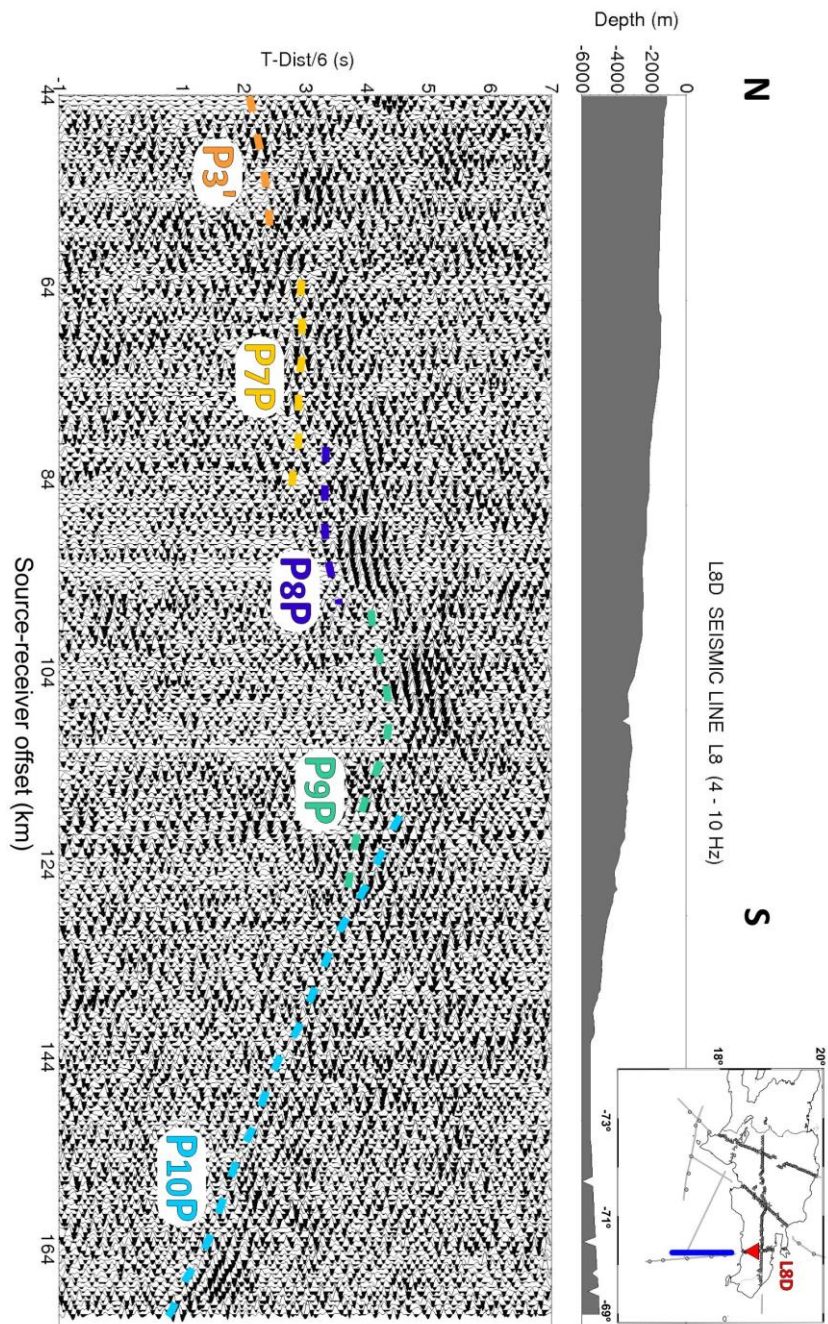 N
S
L8D SEISMIC LINE L8 (4 - 10 Hz)
Depth (m)
0
-2000
-4000
-6000
20°
18°
-73°
-71°
-69°
L8D
T-Dist/6 (s)
7
6
5
4
3
2
1
-1
P3'
P7P
P8P
P9P
P10P
44
64
84
104
124
144
164
Source-receiver offset (km)